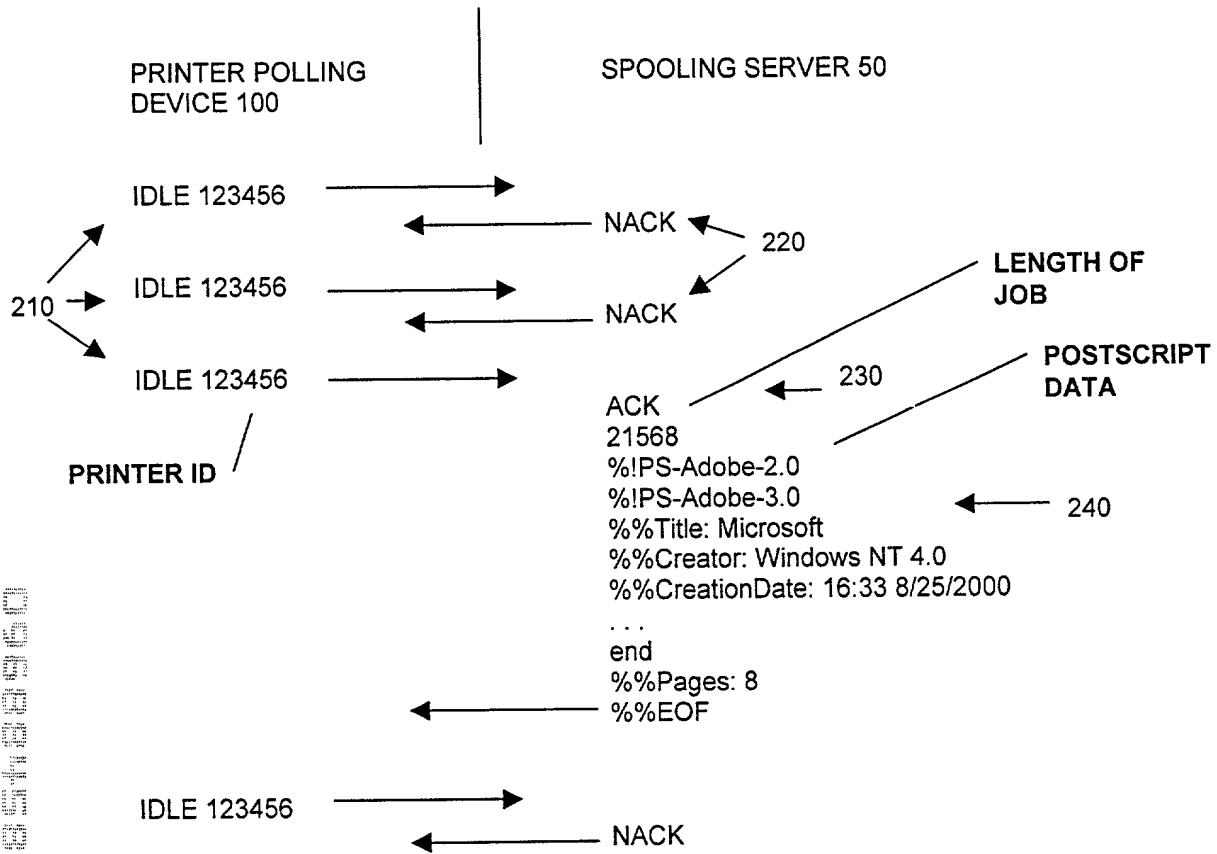 PRINTER POLLING
DEVICE 100
SPOOLING SERVER 50
IDLE 123456
NACK
220
LENGTH OF
JOB
210
IDLE 123456
NACK
POSTSCRIPT
DATA
IDLE 123456
230
ACK
21568
PRINTER ID
%!PS-Adobe-2.0
%!PS-Adobe-3.0
240
%%Title: Microsoft
%%Creator: Windows NT 4.0
%%CreationDate: 16:33 8/25/2000
. . .
end
%%Pages: 8
%%EOF
IDLE 123456
NACK